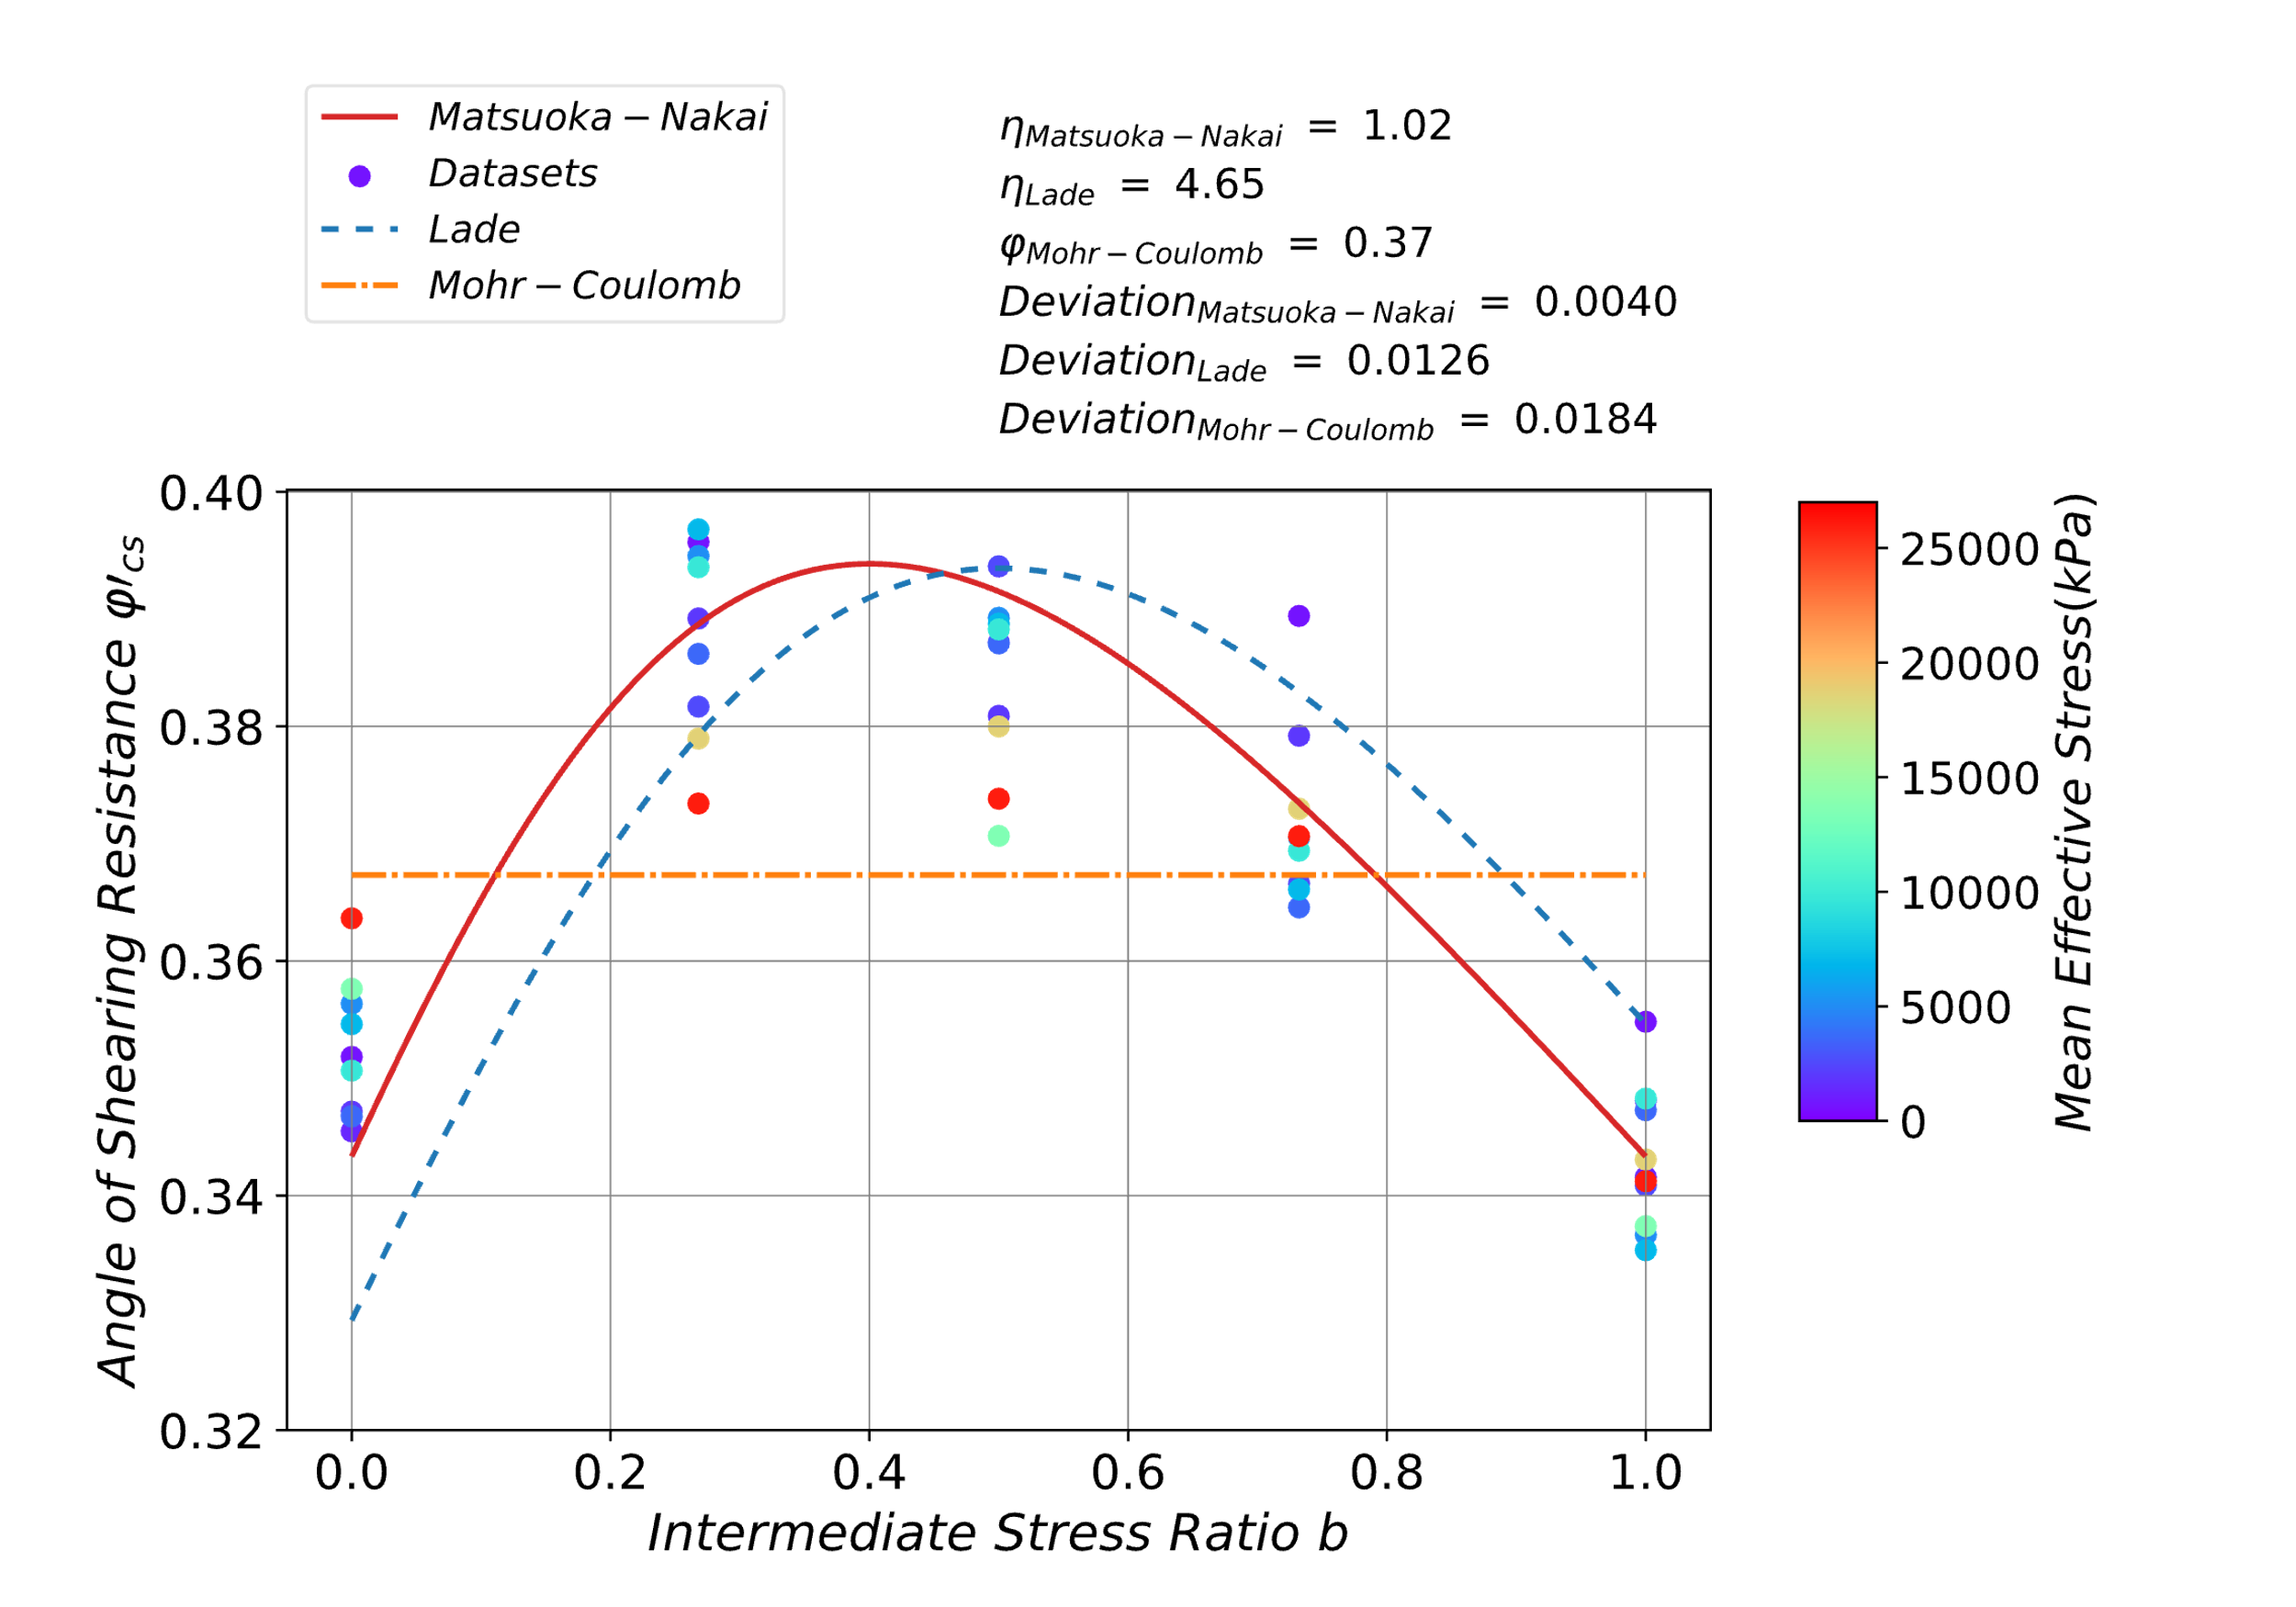 Matsuoka − Nakai
Datasets
Lade
Mohr − Coulomb
ηMatsuoka − Nakai = 1.02
ηLade = 4.65
φMohr − Coulomb = 0.37
DeviationMatsuoka − Nakai = 0.0040
DeviationLade = 0.0126
DeviationMohr − Coulomb = 0.0184
Angle of Shearing Resistance φ′cs
0.40
0.38
0.36
0.34
0.32
0.0 0.2 0.4 0.6 0.8 1.0
Intermediate Stress Ratio b
25000
20000
15000
10000
5000
0
Mean Effective Stress(kPa)